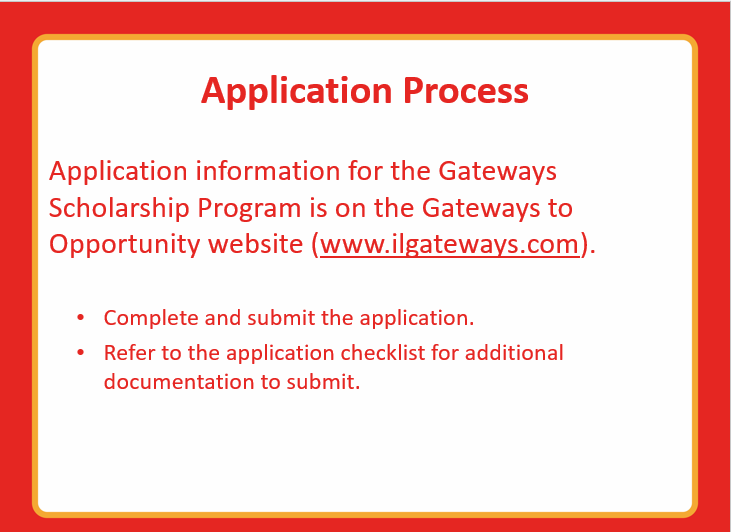 Application Process
Application information for the Gateways
Scholarship Program is on the Gateways to
Opportunity website (www.ilgateways.com).
• Complete and submit the application.
• Refer to the application checklist for additional
documentation to submit.